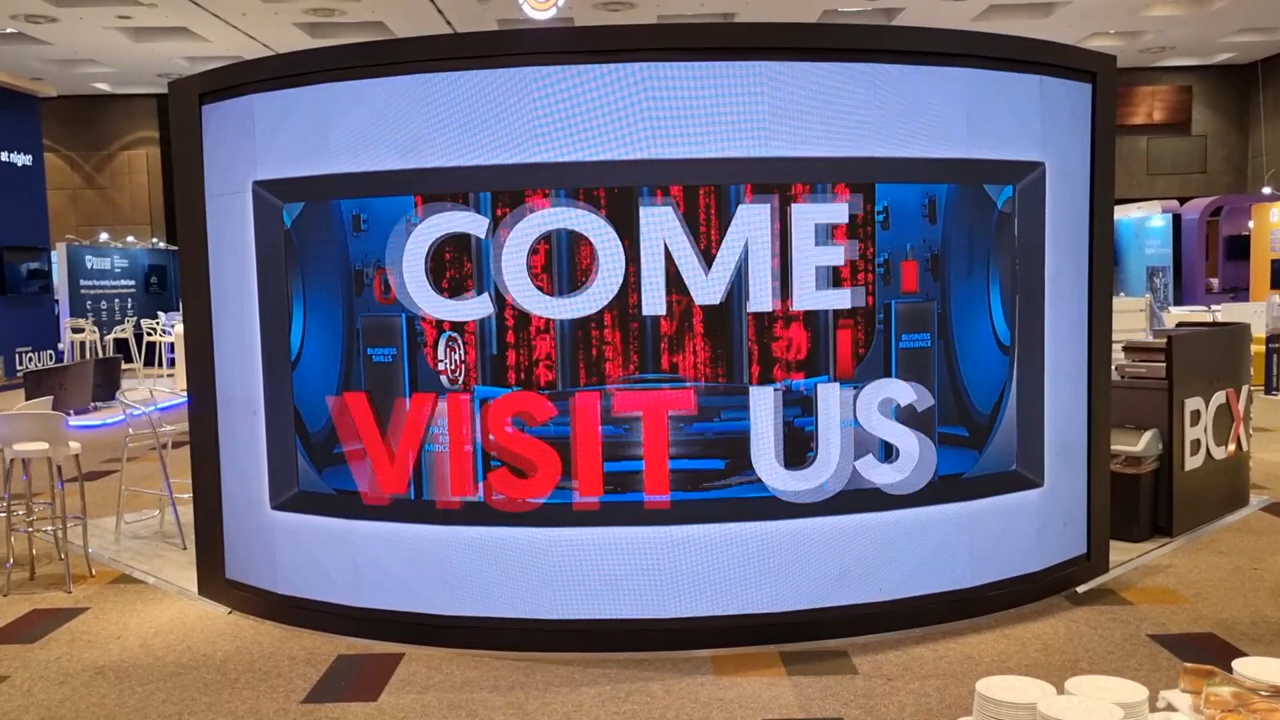 COME
VISIT US
BUSINESS
SKILLS
BUSINESS
RESILIENCE
at night?
LIQUID
BCX